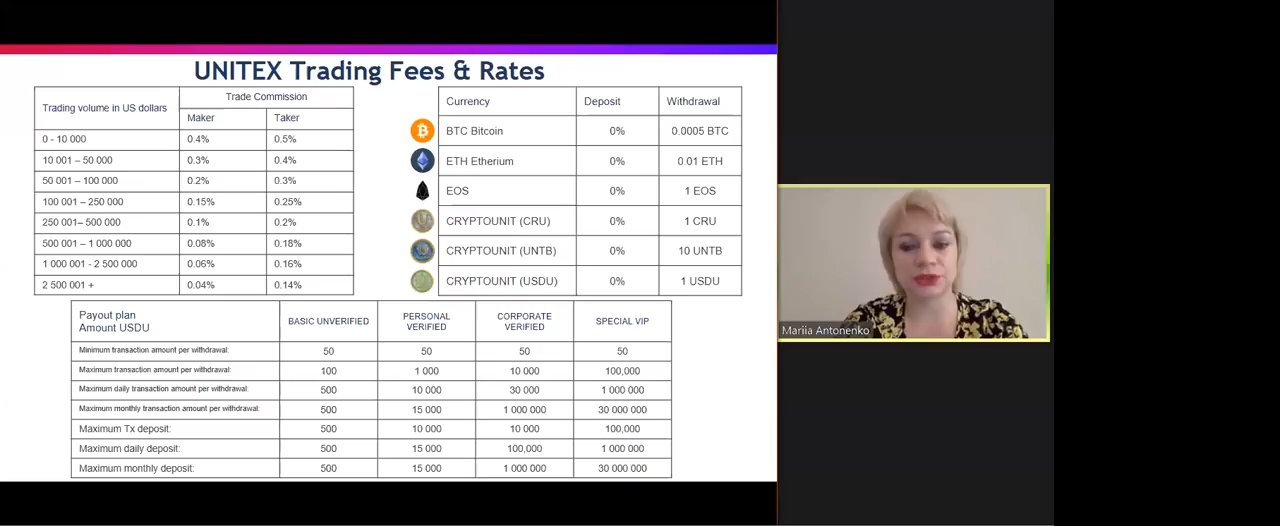 UNITEX Trading Fees & Rates
Trading volume in US dollars Trade Commission
Maker Taker
0 - 10 000 0.4% 0.5%
10 001 – 50 000 0.3% 0.4%
50 001 – 100 000 0.2% 0.3%
100 001 - 250 000 0.15% 0.25%
250 001– 500 000 0.1% 0.2%
500 001 – 1 000 000 0.08% 0.18%
1 000 001 - 2 500 000 0.06% 0.16%
2 500 001 + 0.04% 0.14%
Currency Deposit Withdrawal
BTC Bitcoin 0% 0.0005 BTC
ETH Etherium 0% 0.01 ETH
EOS 0% 1 EOS
CRYPTOUNIT (CRU) 0% 1 CRU
CRYPTOUNIT (UNTB) 0% 10 UNTB
CRYPTOUNIT (USDU) 0% 1 USDU
Payout plan
Amount USDU BASIC UNVERIFIED PERSONAL VERIFIED CORPORATE VERIFIED SPECIAL VIP
Minimum transaction amount per withdrawal: 50 50 50 50
Maximum transaction amount per withdrawal: 100 1 000 10 000 100,000
Maximum daily transaction amount per withdrawal: 500 10 000 30 000 1 000 000
Maximum monthly transaction amount per withdrawal: 500 15 000 1 000 000 30 000 000
Maximum Tx deposit: 500 10 000 10 000 100,000
Maximum daily deposit: 500 15 000 100,000 1 000 000
Maximum monthly deposit: 500 15 000 1 000 000 30 000 000
Mariia Antonenko